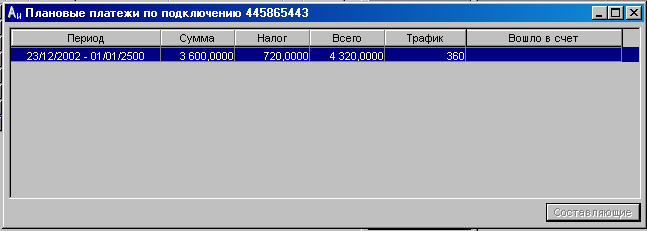 Ан Плановые платежи по подключению 445865443
Период Сумма Налог Всего Трафик Вошло в счет
23/12/2002 - 01/01/2500 3 600,0000 720,0000 4 320,0000 360
Составляющие